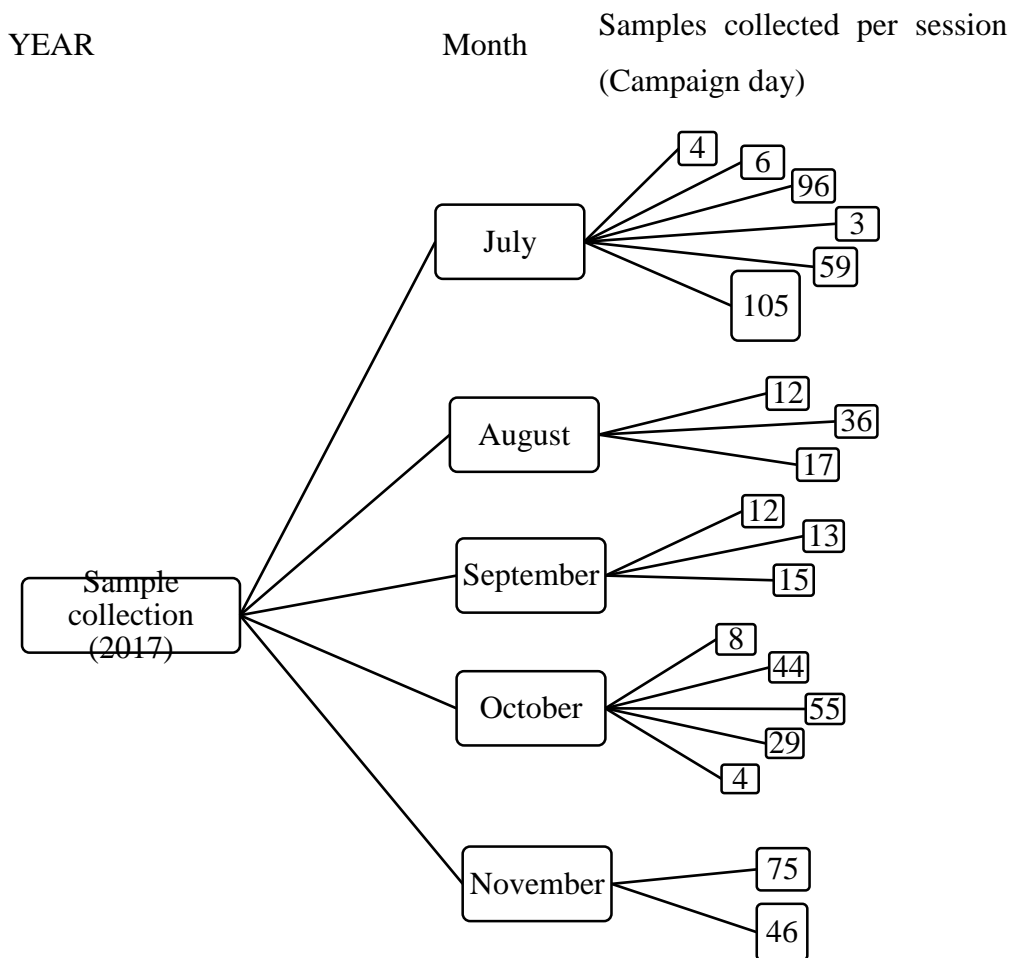 YEAR
Month
Samples collected per session
(Campaign day)
4
6
96
July
3
59
105
12
August
36
17
12
13
September
15
Sample
collection
(2017)
8
44
October
55
29
4
75
November
46